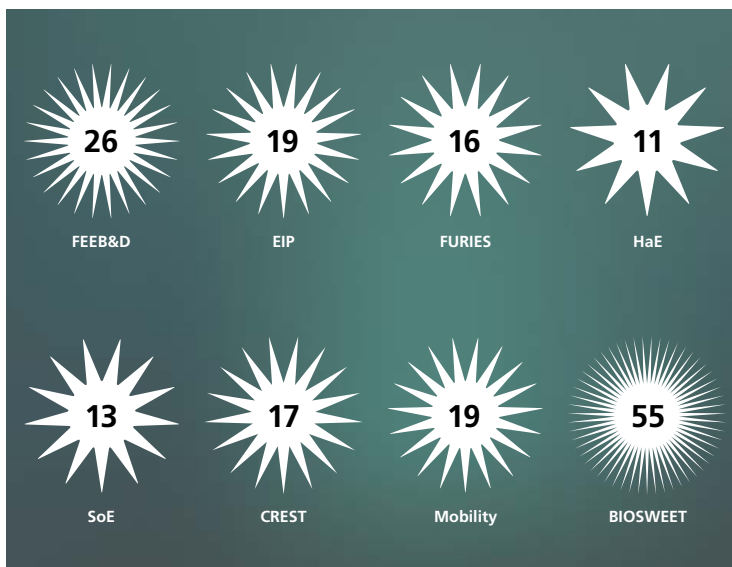 26
19
16
11
FEEB&D
EIP
FURIES
HaE
13
17
19
55
SoE
CREST
Mobility
BIOSWEET